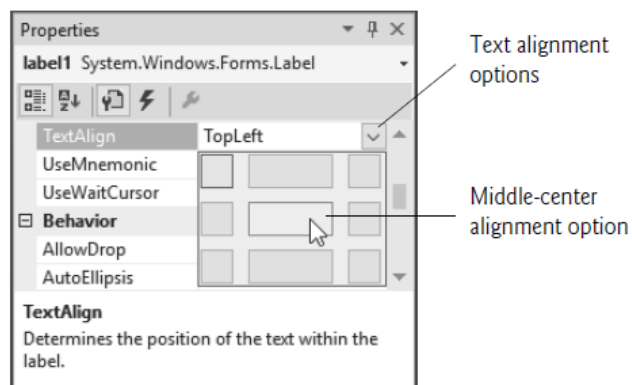 Properties
label1 System.Windows.Forms.Label
TextAlign TopLeft
UseMnemonic
UseWaitCursor
Behavior
AllowDrop
AutoEllipsis
TextAlign
Determines the position of the text within the
label.
Text alignment
options
Middle-center
alignment option